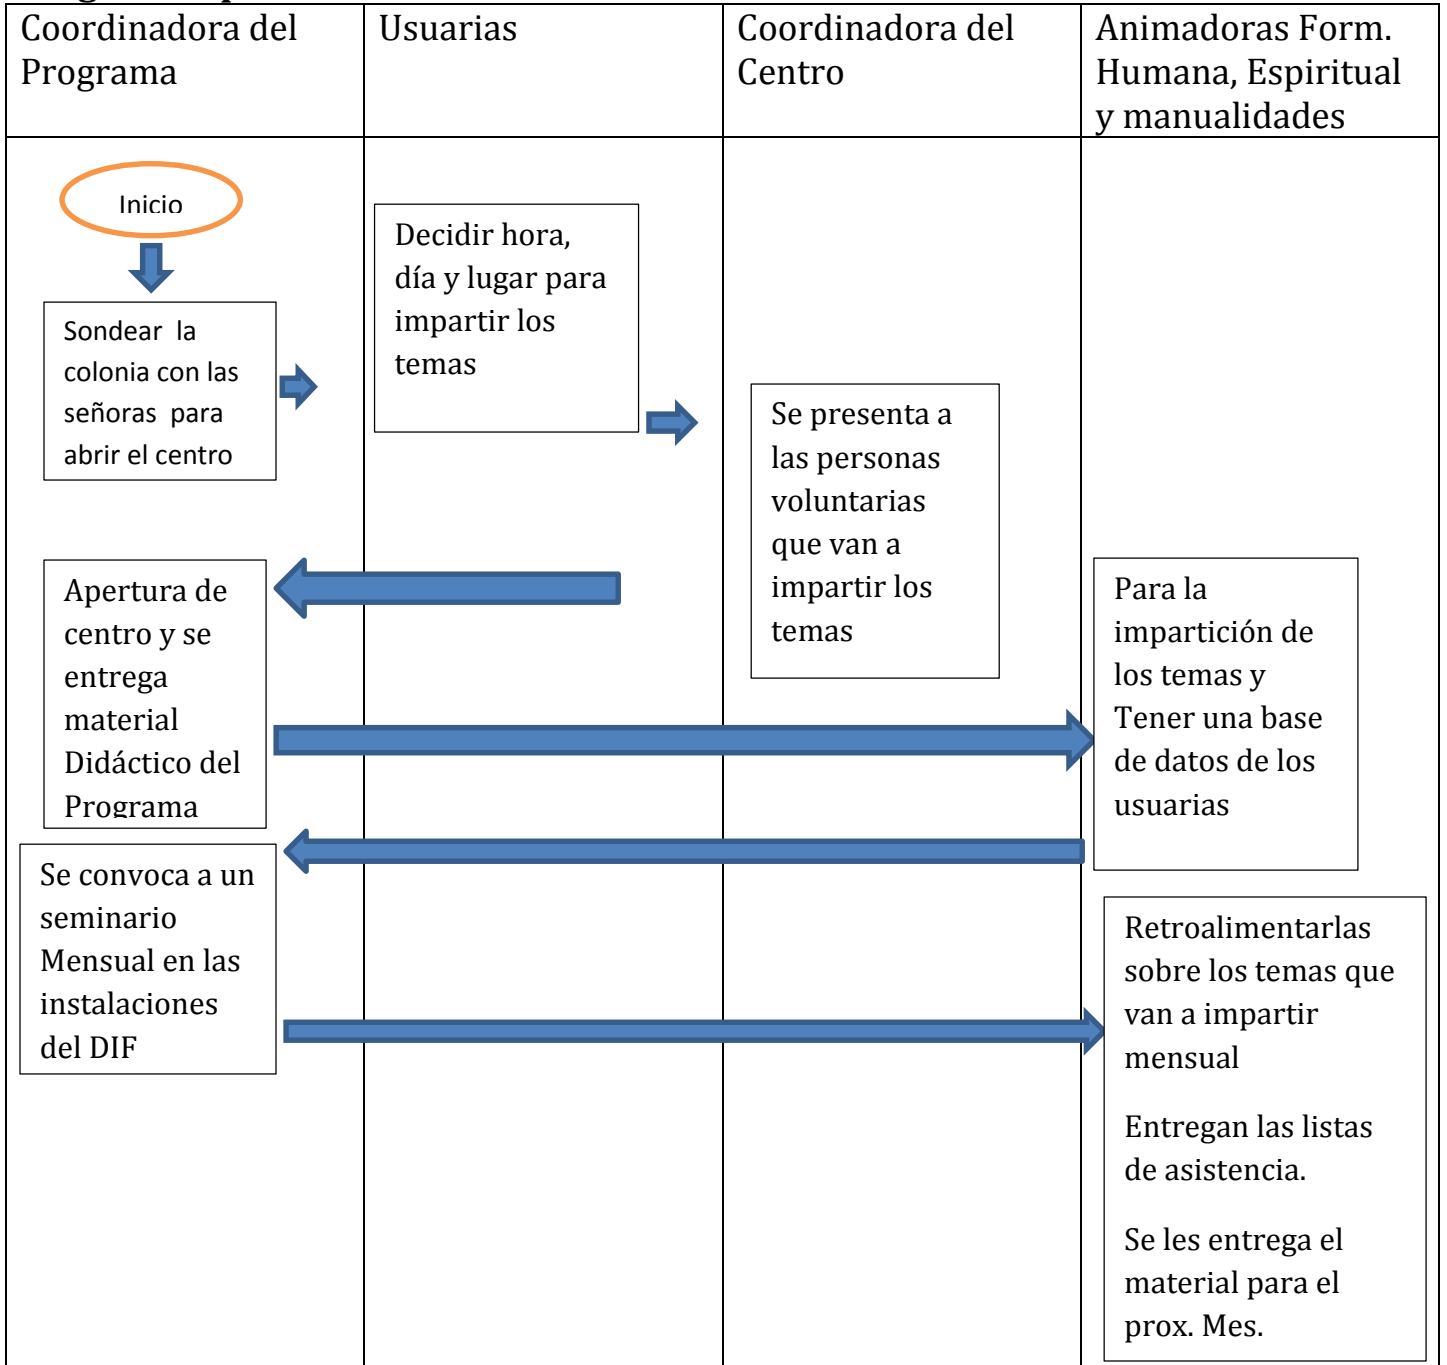 Coordinadora del
Programa
Usuarias
Coordinadora del
Centro
Animadoras Form.
Humana, Espiritual
y manualidades
Inicio
Sondear la
colonia con las
señoras para
abrir el centro
Decidir hora,
día y lugar para
impartir los
temas
Se presenta a
las personas
voluntarias
que van a
impartir los
temas
Apertura de
centro y se
entrega
material
Didáctico del
Programa
Para la
impartición de
los temas y
Tener una base
de datos de los
usuarias
Se convoca a un
seminario
Mensual en las
instalaciones
del DIF
Retroalimentarlas
sobre los temas que
van a impartir
mensual
Entregan las listas
de asistencia.
Se les entrega el
material para el
prox. Mes.